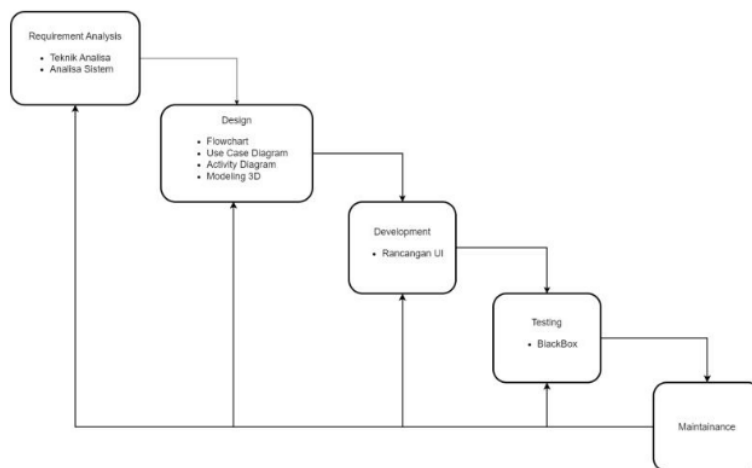 Requirement Analysis
• Teknik Analisa
• Analisa Sistem
Design
• Flowchart
• Use Case Diagram
• Activity Diagram
• Modeling 3D
Development
• Rancangan UI
Testing
• BlackBox
Maintainance